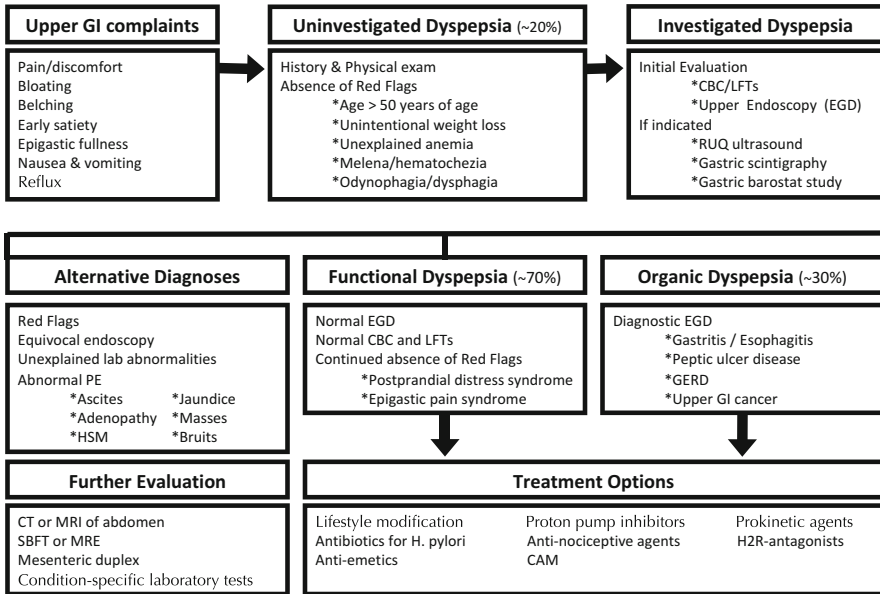 Upper GI complaints
Pain/discomfort
Bloating
Belching
Early satiety
Epigastic fullness
Nausea & vomiting
Reflux
Uninvestigated Dyspepsia (~20%)
History & Physical exam
Absence of Red Flags
*Age > 50 years of age
*Unintentional weight loss
*Unexplained anemia
*Melena/hematochezia
*Odynophagia/dysphagia
Investigated Dyspepsia
Initial Evaluation
*CBC/LFTs
*Upper Endoscopy (EGD)
If indicated
*RUQ ultrasound
*Gastric scintigraphy
*Gastric barostat study
Alternative Diagnoses
Red Flags
Equivocal endoscopy
Unexplained lab abnormalities
Abnormal PE
*Ascites *Jaundice
*Adenopathy *Masses
*HSM *Bruits
Functional Dyspepsia (~70%)
Normal EGD
Normal CBC and LFTs
Continued absence of Red Flags
*Postprandial distress syndrome
*Epigastic pain syndrome
Organic Dyspepsia (~30%)
Diagnostic EGD
*Gastritis / Esophagitis
*Peptic ulcer disease
*GERD
*Upper GI cancer
Further Evaluation
CT or MRI of abdomen
SBFT or MRE
Mesenteric duplex
Condition-specific laboratory tests
Treatment Options
Lifestyle modification Proton pump inhibitors Prokinetic agents
Antibiotics for H. pylori Anti-nociceptive agents H2R-antagonists
Anti-emetics CAM